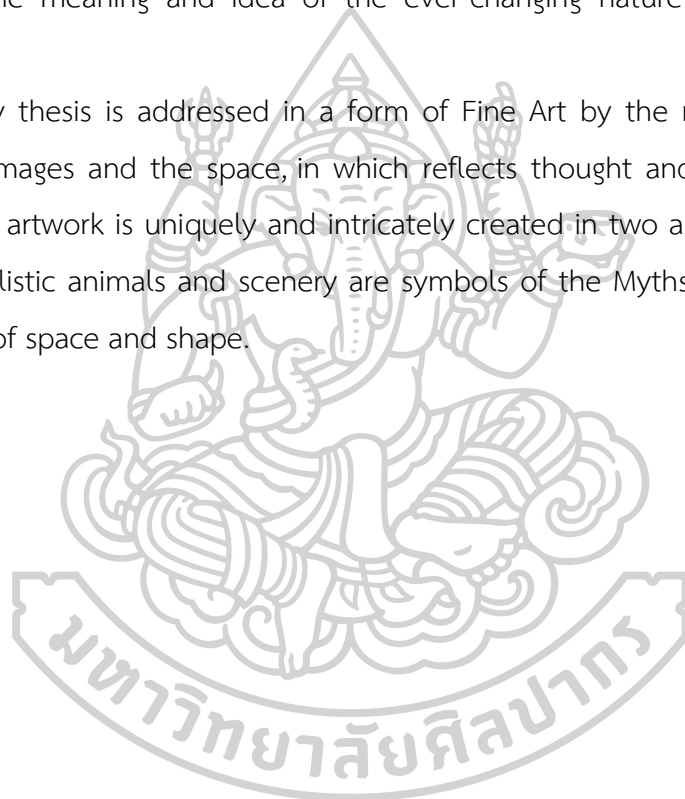 meaning and idea of the ever-changing nature
thesis is addressed in a form of Fine Art by the
mages and the space, in which reflects thought and
artwork is uniquely and intricately created in two a
listic animals and scenery are symbols of the Myths
of space and shape.
มหาวิทยาลัยศิลปากร